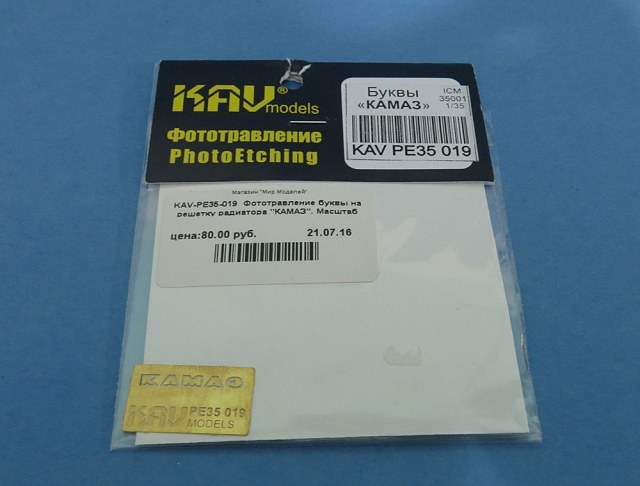 KAV® models
Фототравление
PhotoEtching
Буквы
«КАМАЗ»
ICM
35001
1/35
KAV PE35 019
Магазин "Мир Моделей"
KAV-PE35-019 Фототравление буквы на
решетку радиатора "КАМАЗ". Масштаб
цена:80.00 руб. 21.07.16
КАМАЗ
KAV PE35 019
MODELS